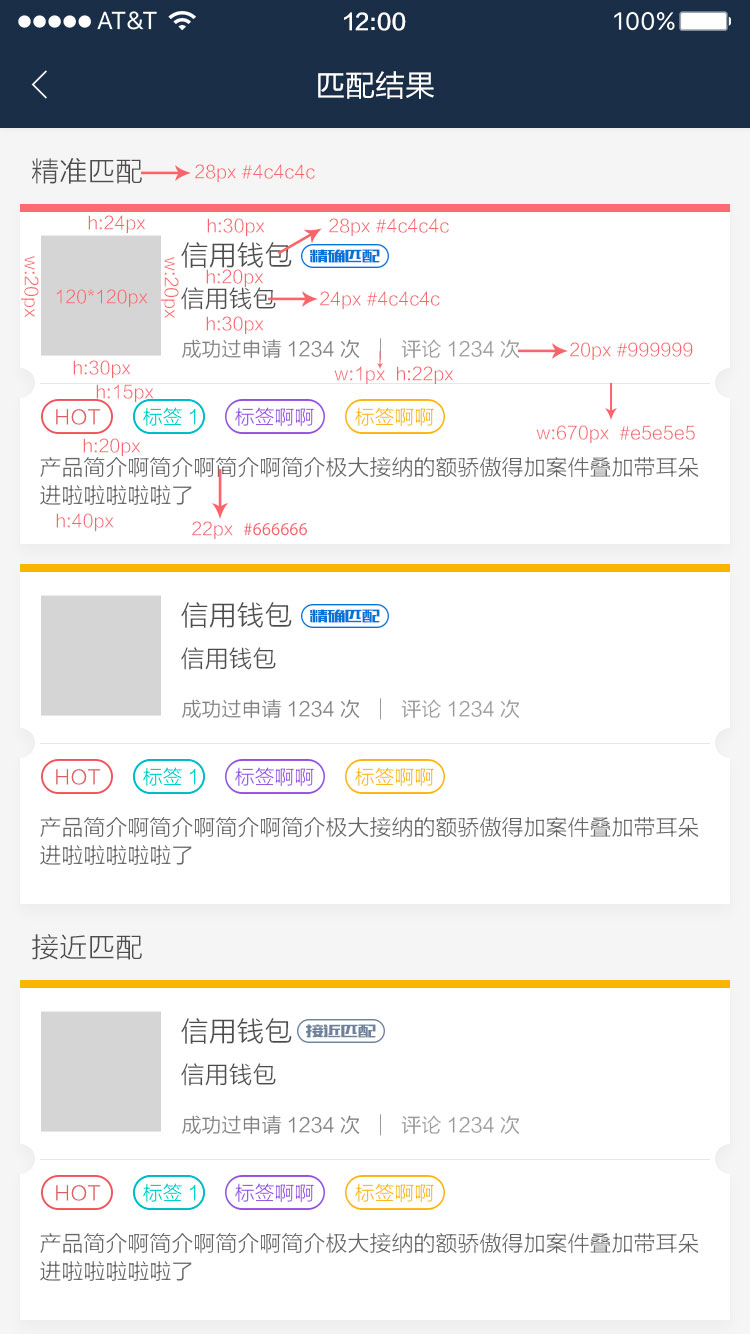 AT&T 12:00 100%
匹配结果
精准匹配 28px #4c4c4c
h:24px h:30px 28px #4c4c4c
信用钱包 精确匹配
w:20px 120*120px w:20px
h:20px
信用钱包 24px #4c4c4c
h:30px
成功过申请 1234 次 评论 1234 次 20px #999999
h:30px w:1px h:22px
h:15px
HOT 标签 1 标签啊啊 标签啊啊 w:670px #e5e5e5
h:20px
产品简介啊简介啊简介啊简介极大接纳的额骄傲得加案件叠加带耳朵
进啦啦啦啦啦了
h:40px 22px #666666
信用钱包 精确匹配
信用钱包
成功过申请 1234 次 评论 1234 次
HOT 标签 1 标签啊啊 标签啊啊
产品简介啊简介啊简介啊简介极大接纳的额骄傲得加案件叠加带耳朵
进啦啦啦啦啦了
接近匹配
信用钱包 接近匹配
信用钱包
成功过申请 1234 次 评论 1234 次
HOT 标签 1 标签啊啊 标签啊啊
产品简介啊简介啊简介啊简介极大接纳的额骄傲得加案件叠加带耳朵
进啦啦啦啦啦了